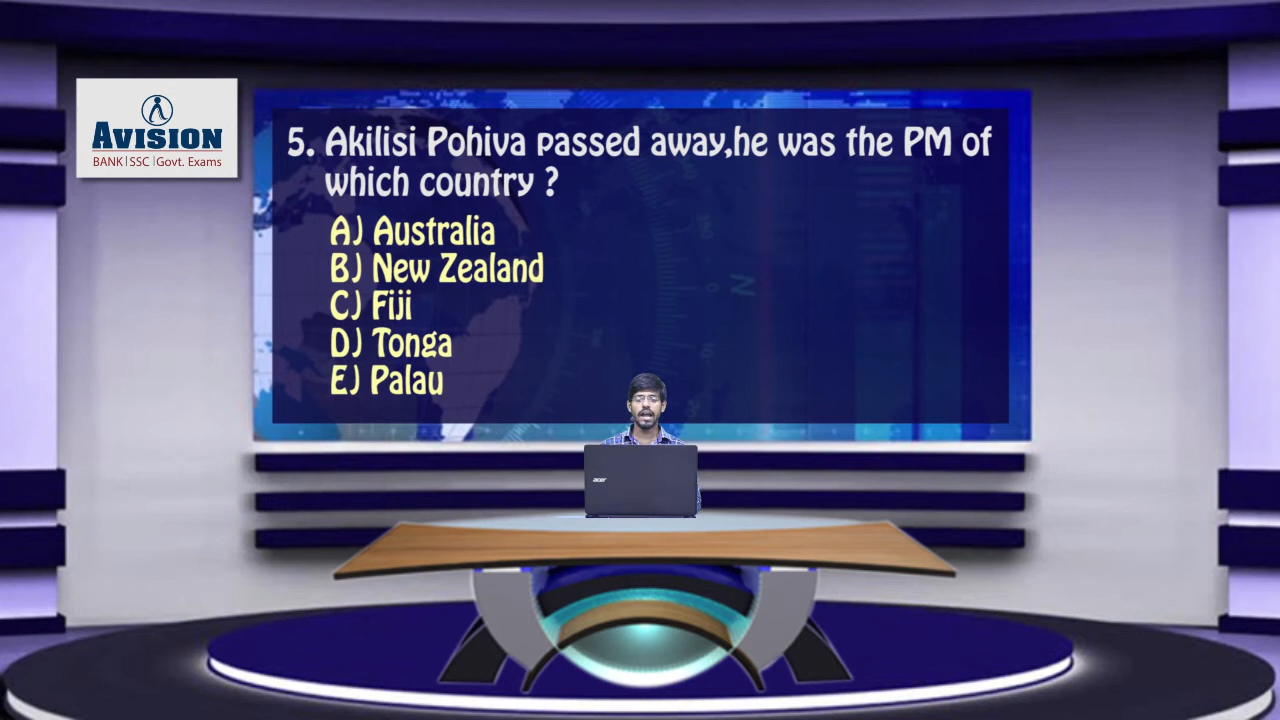 AVISION
BANK|SSC|Govt. Exams
5. Akilisi Pohiva passed away,he was the PM of
which country ?
A) Australia
B) New Zealand
C) Fiji
D) Tonga
E) Palau
acer